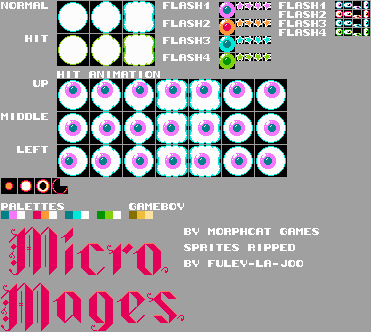 NORMAL
HIT
FLASH1
FLASH2
FLASH3
FLASH4
FLASH1
FLASH2
FLASH3
FLASH4
HIT ANIMATION
UP
MIDDLE
LEFT
PALETTES GAMEBOY
Micro
Mages
BY MORPHCAT GAMES
SPRITES RIPPED
BY FULEY-LA-JOO